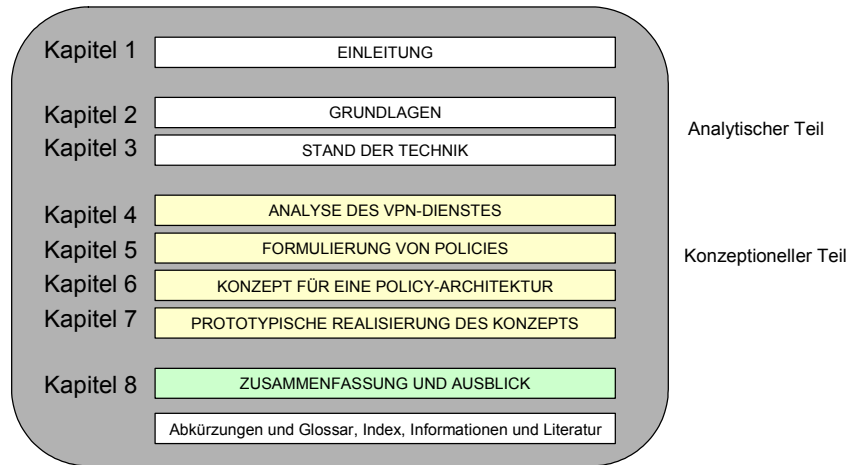 Kapitel 1 EINLEITUNG
Kapitel 2 GRUNDLAGEN
Kapitel 3 STAND DER TECHNIK
Analytischer Teil
Kapitel 4 ANALYSE DES VPN-DIENSTES
Kapitel 5 FORMULIERUNG VON POLICIES
Kapitel 6 KONZEPT FÜR EINE POLICY-ARCHITEKTUR
Kapitel 7 PROTOTYPISCHE REALISIERUNG DES KONZEPTS
Konzeptioneller Teil
Kapitel 8 ZUSAMMENFASSUNG UND AUSBLICK
Abkürzungen und Glossar, Index, Informationen und Literatur